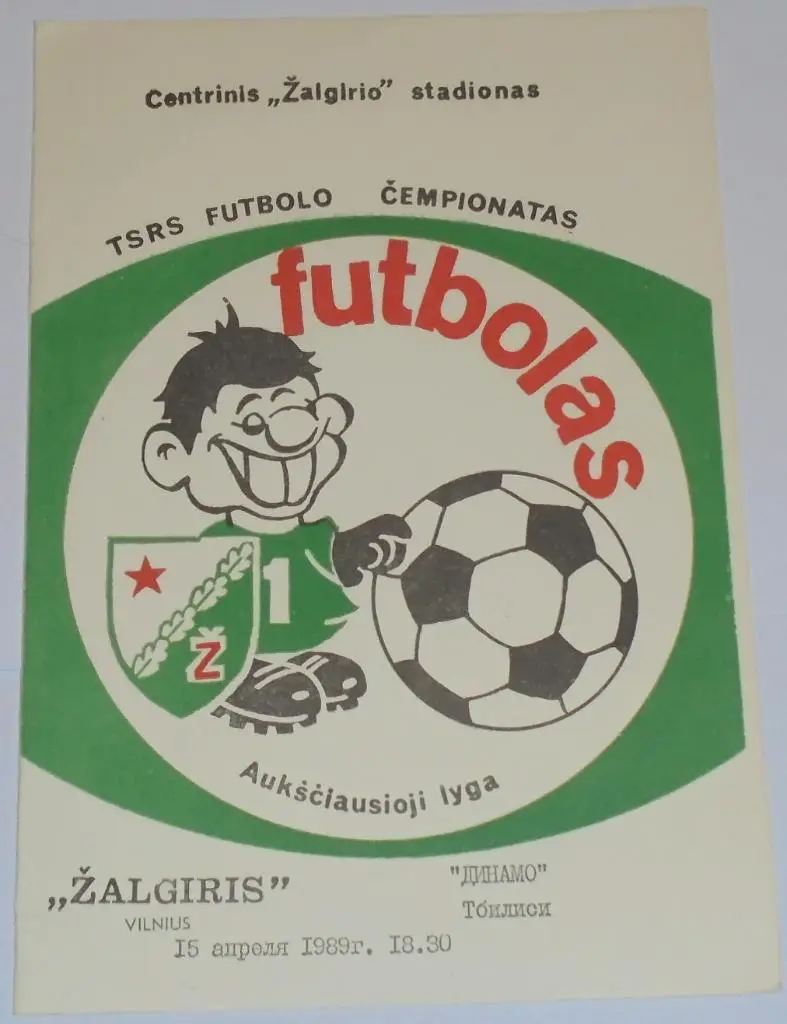 Centrinis „Žalgirio” stadionas
TSRS FUTBOLO ČEMPIONATAS
futbolas
1
Ž
Aukščiausioji lyga
„ŽALGIRIS” "ДИНАМО"
VILNIUS Тбилиси
15 апреля 1989г. 18.30